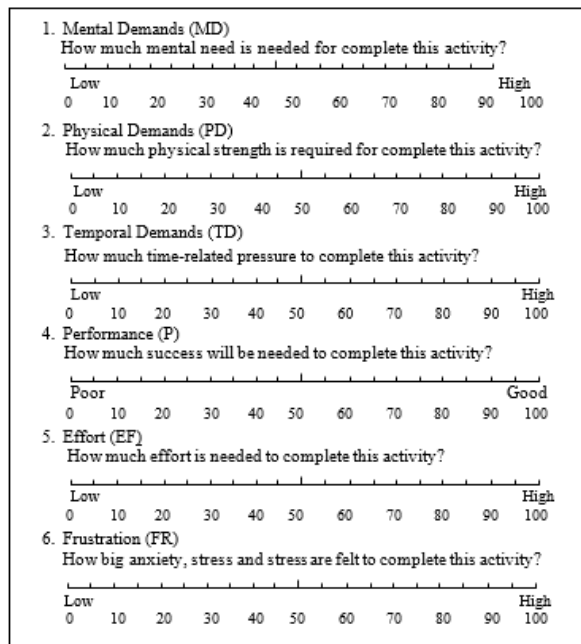 1. Mental Demands (MD)
How much mental need is needed for complete this activity?
Low High
0 10 20 30 40 50 60 70 80 90 100
2. Physical Demands (PD)
How much physical strength is required for complete this activity?
Low High
0 10 20 30 40 50 60 70 80 90 100
3. Temporal Demands (TD)
How much time-related pressure to complete this activity?
Low High
0 10 20 30 40 50 60 70 80 90 100
4. Performance (P)
How much success will be needed to complete this activity?
Poor Good
0 10 20 30 40 50 60 70 80 90 100
5. Effort (EF)
How much effort is needed to complete this activity?
Low High
0 10 20 30 40 50 60 70 80 90 100
6. Frustration (FR)
How big anxiety, stress and stress are felt to complete this activity?
Low High
0 10 20 30 40 50 60 70 80 90 100